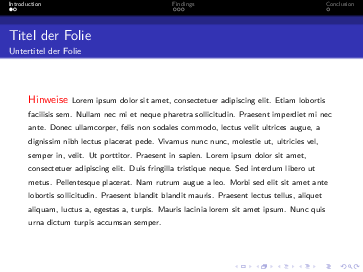 Introduction Findings Conclusion
Titel der Folie
Untertitel der Folie
Hinweise Lorem ipsum dolor sit amet, consectetuer adipiscing elit. Etiam lobortis
facilisis sem. Nullam nec mi et neque pharetra sollicitudin. Praesent imperdiet mi nec
ante. Donec ullamcorper, felis non sodales commodo, lectus velit ultrices augue, a
dignissim nibh lectus placerat pede. Vivamus nunc nunc, molestie ut, ultricies vel,
semper in, velit. Ut porttitor. Praesent in sapien. Lorem ipsum dolor sit amet,
consectetuer adipiscing elit. Duis fringilla tristique neque. Sed interdum libero ut
metus. Pellentesque placerat. Nam rutrum augue a leo. Morbi sed elit sit amet ante
lobortis sollicitudin. Praesent blandit blandit mauris. Praesent lectus tellus, aliquet
aliquam, luctus a, egestas a, turpis. Mauris lacinia lorem sit amet ipsum. Nunc quis
urna dictum turpis accumsan semper.